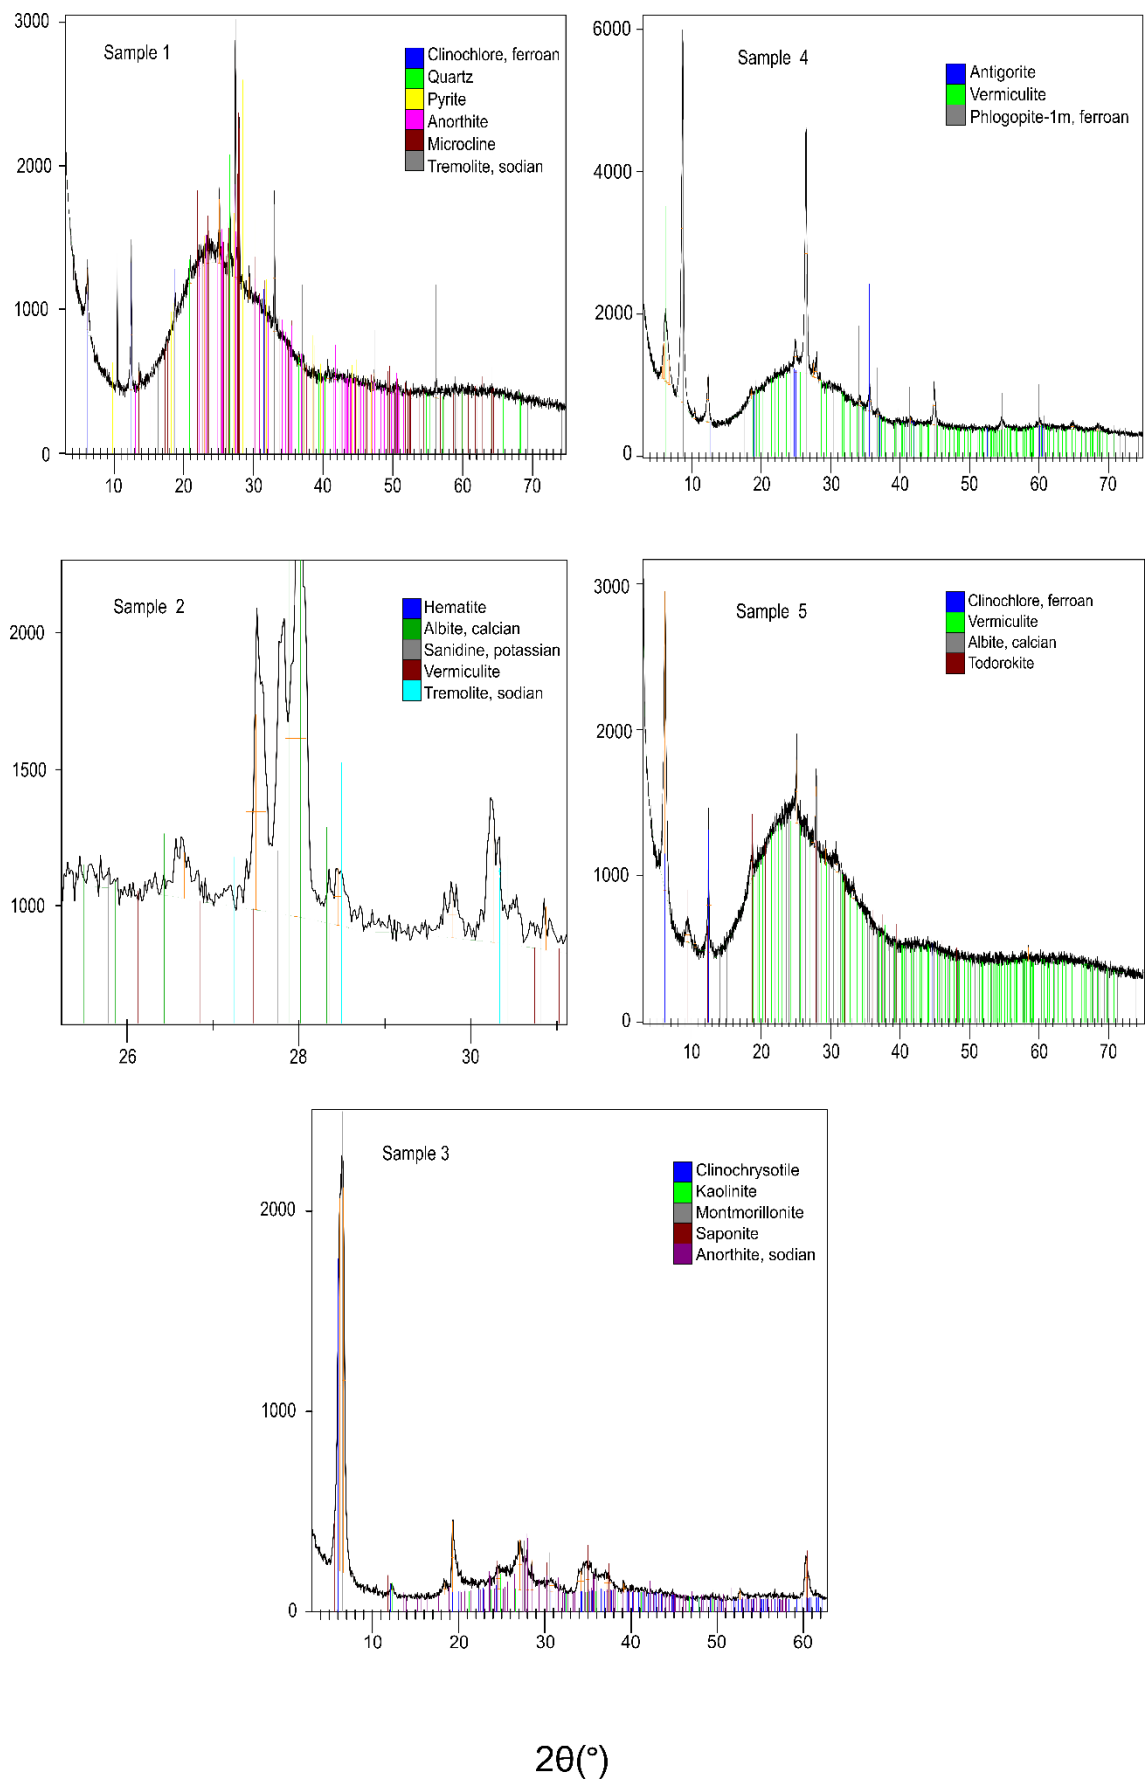 Sample 1
3000
2000
1000
0
10 20 30 40 50 60 70
Clinochlore, ferroan
Quartz
Pyrite
Anorthite
Microcline
Tremolite, sodian
Sample 4
6000
4000
2000
0
10 20 30 40 50 60 70
Antigorite
Vermiculite
Phlogopite-1m, ferroan
Sample 2
2000
1500
1000
26 28 30
Hematite
Albite, calcian
Sanidine, potassian
Vermiculite
Tremolite, sodian
Sample 5
3000
2000
1000
0
10 20 30 40 50 60 70
Clinochlore, ferroan
Vermiculite
Albite, calcian
Todorokite
Sample 3
2000
1000
0
10 20 30 40 50 60
Clinochrysotile
Kaolinite
Montmorillonite
Saponite
Anorthite, sodian
2θ(°)